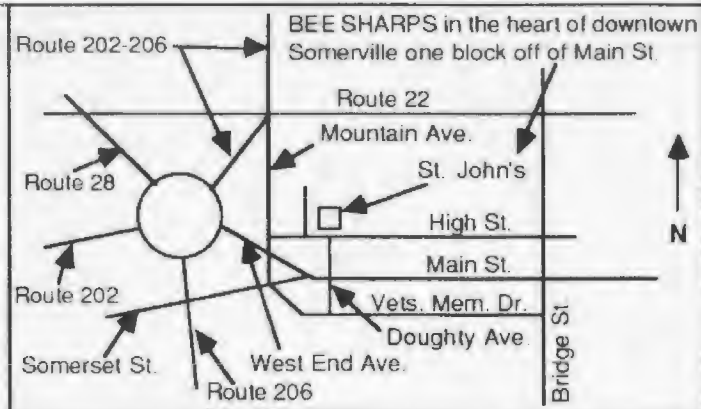 BEE SHARPS in the heart of downtown
Somerville one block off of Main St.
Route 202-206
Route 22
Mountain Ave.
Route 28
St. John's
High St.
N
Main St.
Route 202
Vets. Mem. Dr.
Doughty Ave.
Somerset St.
West End Ave.
Route 206
Bridge St